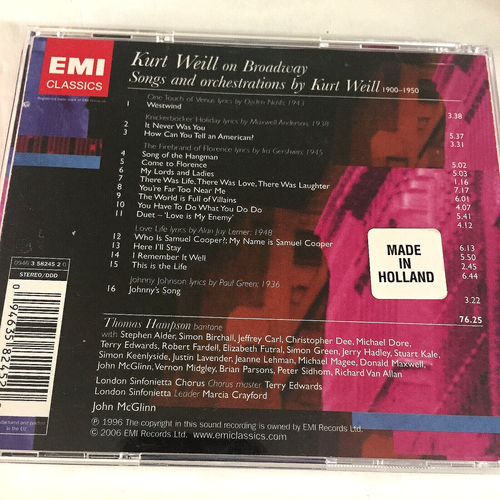 EMI
CLASSICS
Kurt Weill on Broadway
Songs and orchestrations by Kurt Weill 1900–1950
One Touch of Venus lyrics by Ogden Nash; 1943
1 Westwind 3.38
Knickerbocker Holiday lyrics by Maxwell Anderson; 1938
2 It Never Was You 5.37
3 How Can You Tell an American? 3.31
The Firebrand of Florence lyrics by Ira Gershwin; 1945
4 Song of the Hangman 5.02
5 Come to Florence 5.03
6 My Lords and Ladies 1.16
7 There Was Life, There Was Love, There Was Laughter 7.17
8 You're Far Too Near Me 6.01
9 The World is Full of Villains 4.07
10 You Have To Do What You Do Do 5.41
11 Duet – 'Love is My Enemy' 4.12
Love Life lyrics by Alan Jay Lerner; 1948
12 Who Is Samuel Cooper?; My Name is Samuel Cooper 6.13
13 Here I'll Stay 5.50
14 I Remember It Well 2.45
15 This is the Life 6.44
Johnny Johnson lyrics by Paul Green; 1936
16 Johnny's Song 3.22
76.25
MADE
IN
HOLLAND
0946 3 58245 2 0
STEREO/DDD
Thomas Hampson baritone
with Stephen Alder, Simon Birchall, Jeffrey Carl, Christopher Dee, Michael Dore,
Terry Edwards, Robert Fardell, Elizabeth Futral, Simon Green, Jerry Hadley, Stuart Kale,
Simon Keenlyside, Justin Lavender, Jeanne Lehman, Michael Magee, Donald Maxwell,
John McGlinn, Vernon Midgley, Brian Parsons, Peter Sidhom, Richard Van Allan
London Sinfonietta Chorus Chorus master Terry Edwards
London Sinfonietta Leader Marcia Crayford
John McGlinn
℗ 1996 The copyright in this sound recording is owned by EMI Records Ltd.
© 2006 EMI Records Ltd. www.emiclassics.com